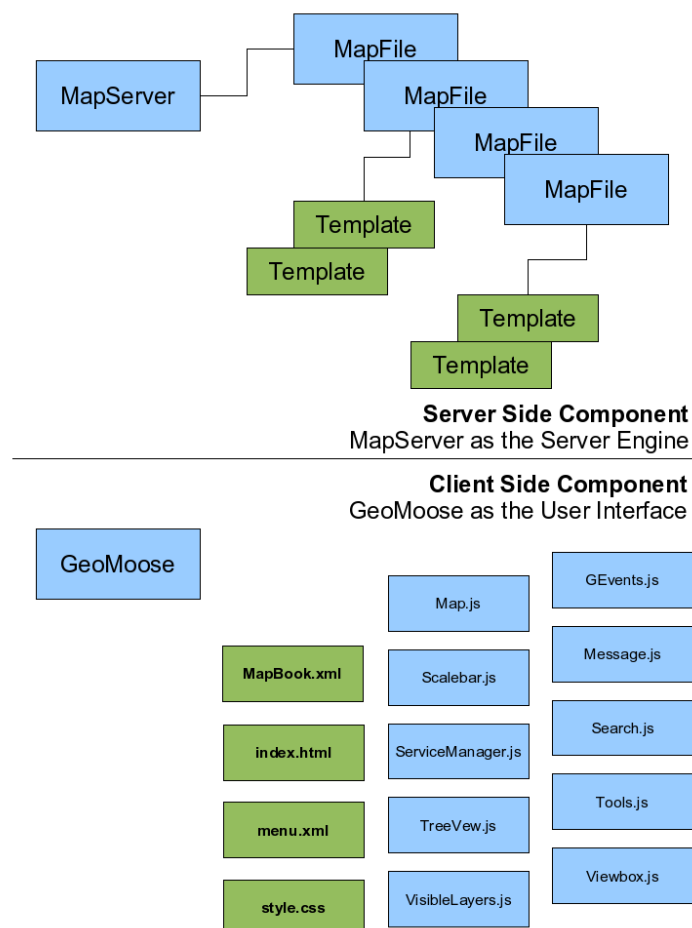 MapFile
MapServer
MapFile
MapFile
MapFile
Template
Template
Template
Template
Server Side Component
MapServer as the Server Engine
Client Side Component
GeoMoose as the User Interface
GeoMoose
MapBook.xml
index.html
menu.xml
style.css
Map.js
Scalebar.js
ServiceManager.js
TreeVew.js
VisibleLayers.js
GEvents.js
Message.js
Search.js
Tools.js
Viewbox.js